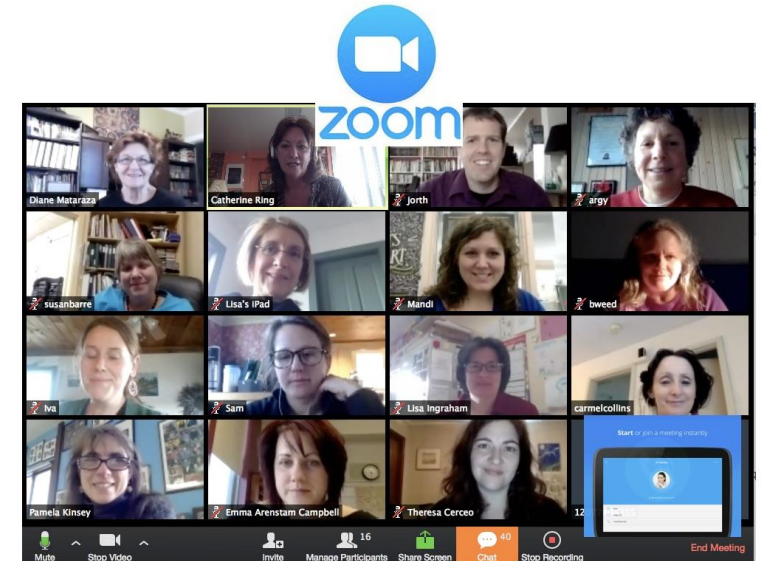 zoom
Diane Mataraza
Catherine Ring
Jorth
argy
susanbarre
Lisa's iPad
Mandi
bweed
Iva
Sam
Lisa Ingraham
carmelcollins
Pamela Kinsey
Emma Arenstam Campbell
Theresa Cerceo
12
Start or join a meeting instantly
Mute
Stop Video
Invite
16
Manage Participants
Share Screen
40
Chat
Stop Recording
End Meeting